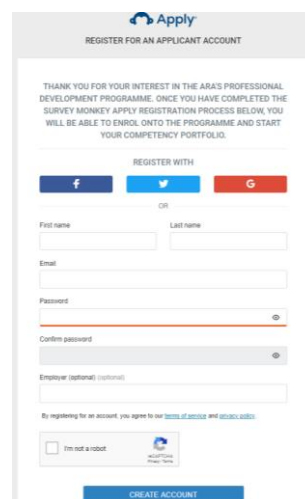 Apply
REGISTER FOR AN APPLICANT ACCOUNT
THANK YOU FOR YOUR INTEREST IN THE ARA'S PROFESSIONAL
DEVELOPMENT PROGRAMME. ONCE YOU HAVE COMPLETED THE
SURVEY MONKEY APPLY REGISTRATION PROCESS BELOW, YOU
WILL BE ABLE TO ENROL ONTO THE PROGRAMME AND START
YOUR COMPETENCY PORTFOLIO.
REGISTER WITH
f G
OR
First name Last name
Email
Password
Confirm password
Employer (optional) (optional)
By registering for an account, you agree to our terms of service and privacy policy.
I'm not a robot
reCAPTCHA
Privacy - Terms
CREATE ACCOUNT